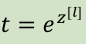 t = e^{z^{[l]}}